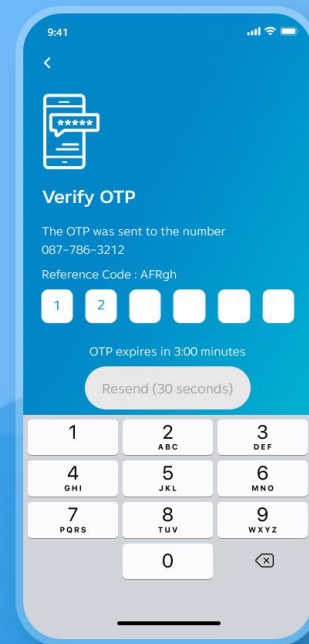 9:41
*****
Verify OTP
The OTP was sent to the number
087-786-3212
Reference Code : AFRgh
1 2
OTP expires in 3:00 minutes
Resend (30 seconds)
1 2 3
ABC DEF
4 5 6
GHI JKL MNO
7 8 9
PQRS TUV WXYZ
0